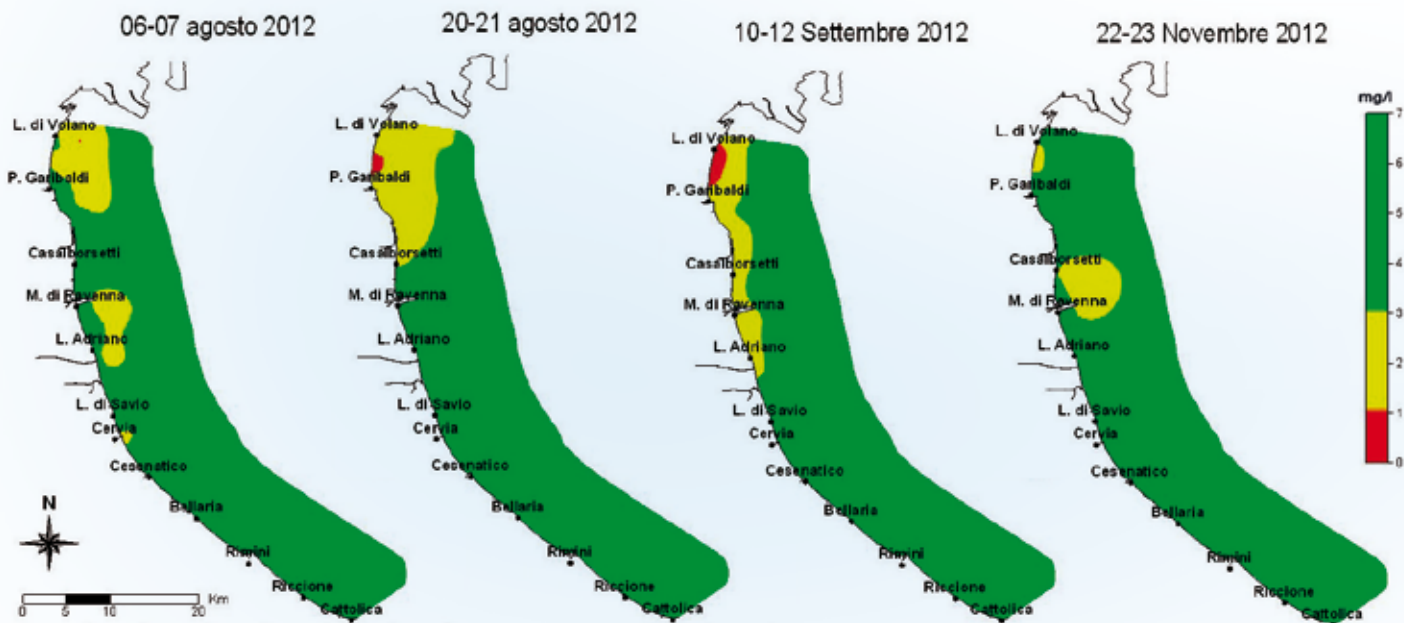 06-07 agosto 2012
20-21 agosto 2012
10-12 Settembre 2012
22-23 Novembre 2012
L. di Volano
P. Garibaldi
Casalborsetti
M. di Ravenna
L. Adriano
L. di Savio
Cervia
Cesenatico
Bellaria
Rimini
Riccione
Cattolica
L. di Volano
P. Garibaldi
Casalborsetti
M. di Ravenna
L. Adriano
L. di Savio
Cervia
Cesenatico
Bellaria
Rimini
Riccione
Cattolica
L. di Volano
P. Garibaldi
Casalborsetti
M. di Ravenna
L. Adriano
L. di Savio
Cervia
Cesenatico
Bellaria
Rimini
Riccione
Cattolica
L. di Volano
P. Garibaldi
Casalborsetti
M. di Ravenna
L. Adriano
L. di Savio
Cervia
Cesenatico
Bellaria
Rimini
Riccione
Cattolica
mg/l
7
6
5
4
3
2
1
0
N
0 5 10 20 Km